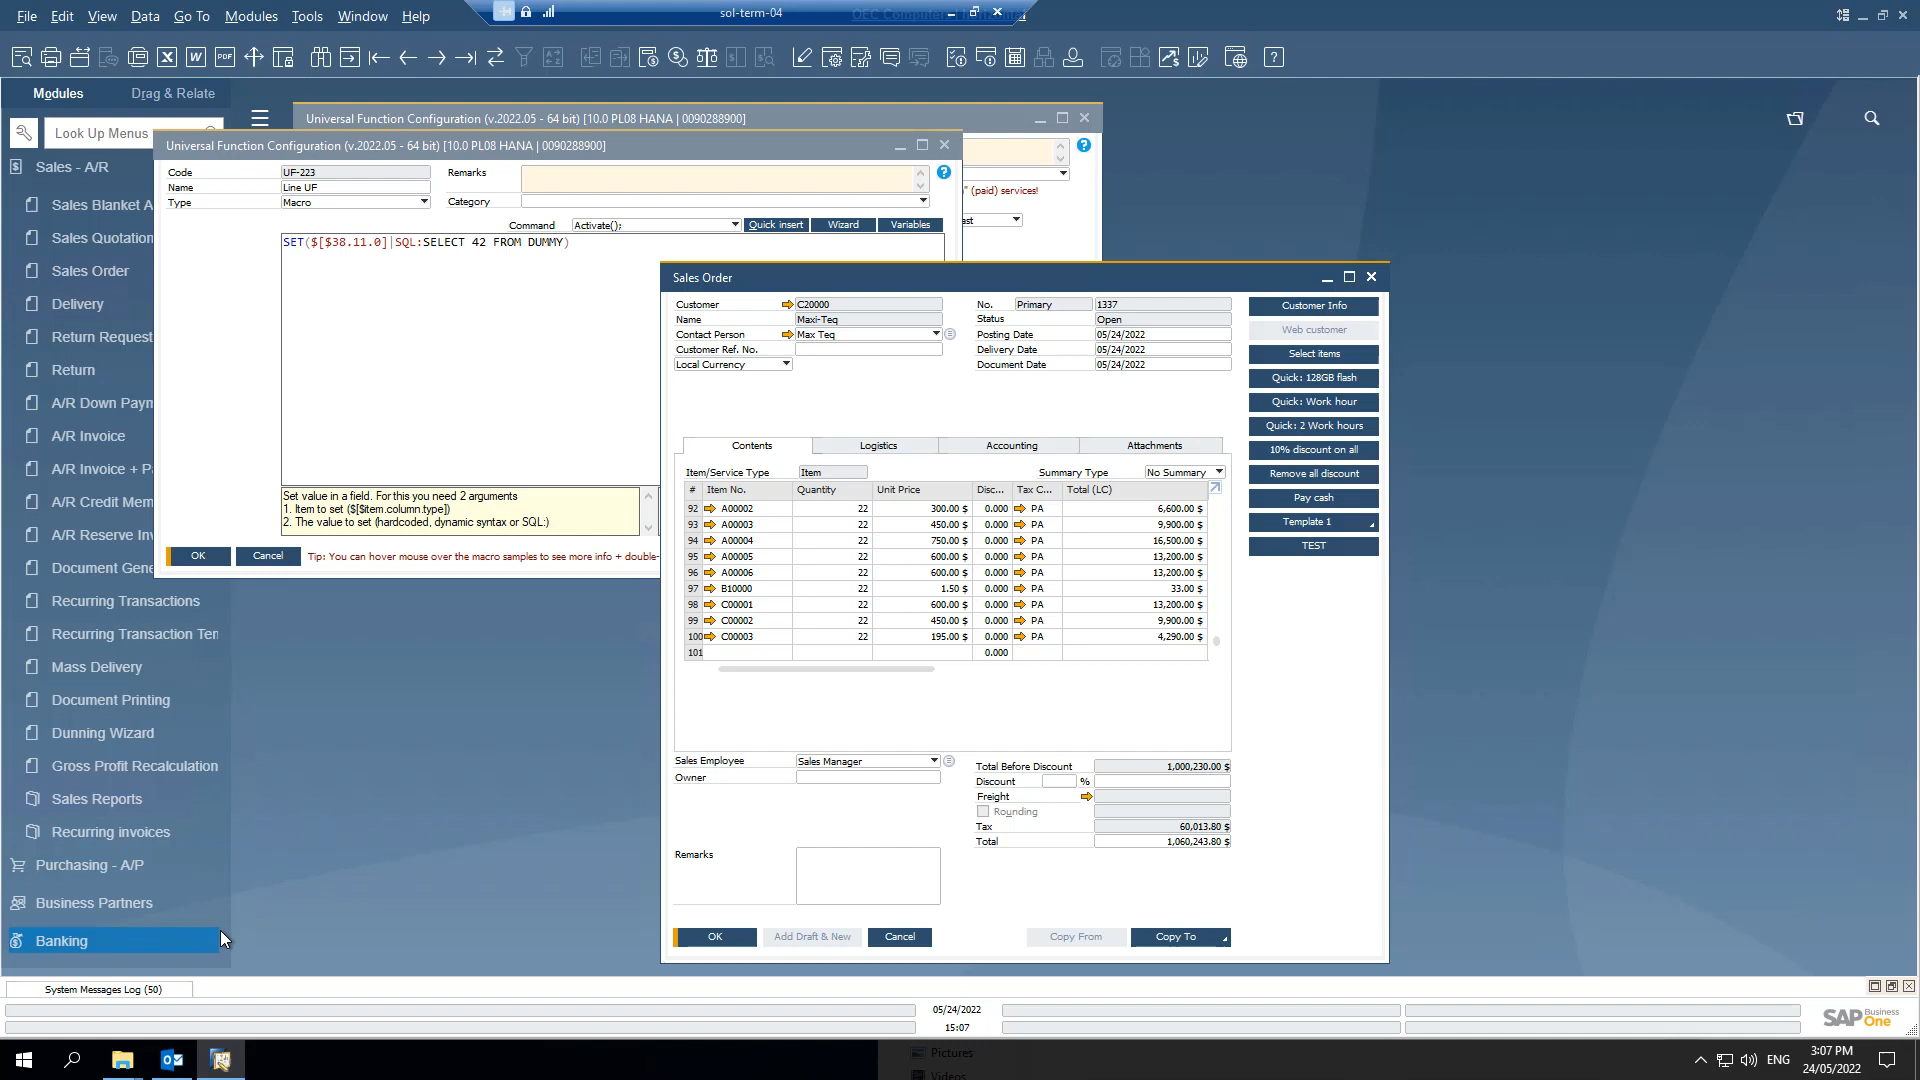 File Edit View Data Go To Modules Tools Window Help
sol-term-04
Modules Drag & Relate
Look Up Menus
Sales - A/R
Sales Blanket A
Sales Quotation
Sales Order
Delivery
Return Request
Return
A/R Down Paym
A/R Invoice
A/R Invoice + Pa
A/R Credit Mem
A/R Reserve Inv
Document Gene
Recurring Transactions
Recurring Transaction Ten
Mass Delivery
Document Printing
Dunning Wizard
Gross Profit Recalculation
Sales Reports
Recurring invoices
Purchasing - A/P
Business Partners
Banking
Universal Function Configuration (v.2022.05 - 64 bit) [10.0 PL08 HANA | 0090288900]
" (paid) services!
ast
Universal Function Configuration (v.2022.05 - 64 bit) [10.0 PL08 HANA | 0090288900]
Code UF-223 Remarks
Name Line UF
Type Macro Category
Command Activate(); Quick insert Wizard Variables
SET($[$38.11.0]|SQL:SELECT 42 FROM DUMMY)
Set value in a field. For this you need 2 arguments
1. Item to set ($[$item.column.type])
2. The value to set (hardcoded, dynamic syntax or SQL:)
OK Cancel Tip: You can hover mouse over the macro samples to see more info + double-
Sales Order
Customer C20000 No. Primary 1337
Name Maxi-Teq Status Open
Contact Person Max Teq Posting Date 05/24/2022
Customer Ref. No. Delivery Date 05/24/2022
Local Currency Document Date 05/24/2022
Customer Info
Web customer
Select items
Quick: 128GB flash
Quick: Work hour
Quick: 2 Work hours
10% discount on all
Remove all discount
Pay cash
Template 1
TEST
Contents Logistics Accounting Attachments
Item/Service Type Item Summary Type No Summary
# Item No. Quantity Unit Price Disc... Tax C... Total (LC)
92 A00002 22 300.00 $ 0.000 PA 6,600.00 $
93 A00003 22 450.00 $ 0.000 PA 9,900.00 $
94 A00004 22 750.00 $ 0.000 PA 16,500.00 $
95 A00005 22 600.00 $ 0.000 PA 13,200.00 $
96 A00006 22 600.00 $ 0.000 PA 13,200.00 $
97 B10000 22 1.50 $ 0.000 PA 33.00 $
98 C00001 22 600.00 $ 0.000 PA 13,200.00 $
99 C00002 22 450.00 $ 0.000 PA 9,900.00 $
100 C00003 22 195.00 $ 0.000 PA 4,290.00 $
101 0.000
Sales Employee Sales Manager Total Before Discount 1,000,230.00 $
Owner Discount %
Freight
Rounding
Tax 60,013.80 $
Total 1,060,243.80 $
Remarks
OK Add Draft & New Cancel Copy From Copy To
System Messages Log (50)
05/24/2022
15:07
SAP Business One
Pictures
Videos
ENG 3:07 PM
24/05/2022